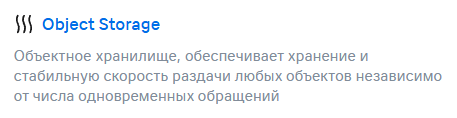 Object Storage
Объектное хранилище, обеспечивает хранение и
стабильную скорость раздачи любых объектов независимо
от числа одновременных обращений